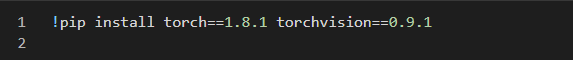 1 !pip install torch==1.8.1 torchvision==0.9.1
2